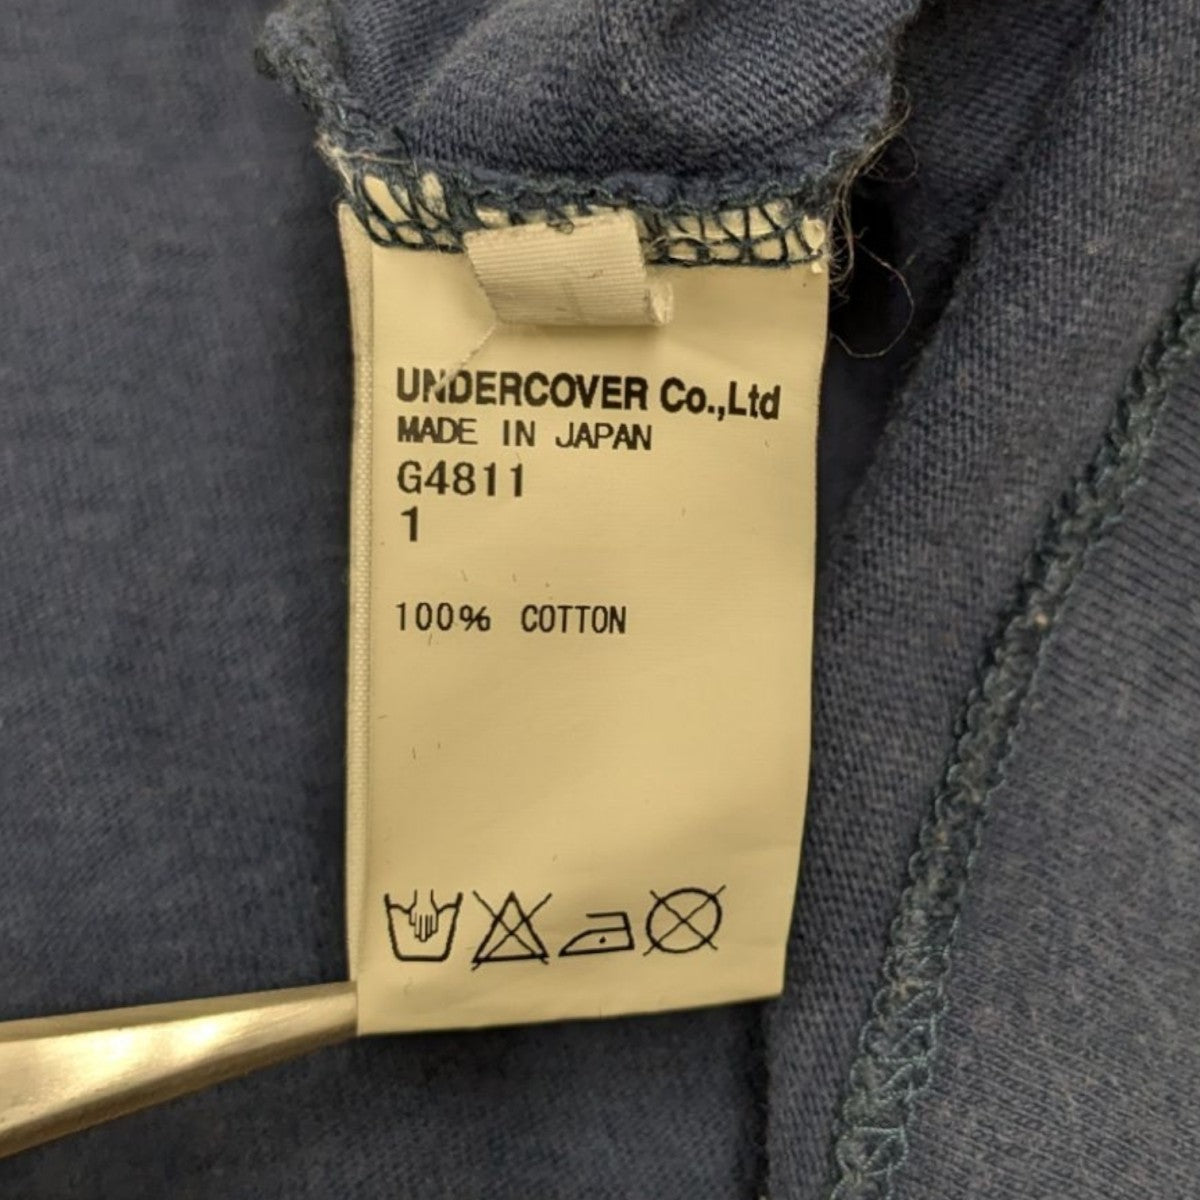 UNDERCOVER Co.,Ltd
MADE IN JAPAN
G4811
1
100% COTTON